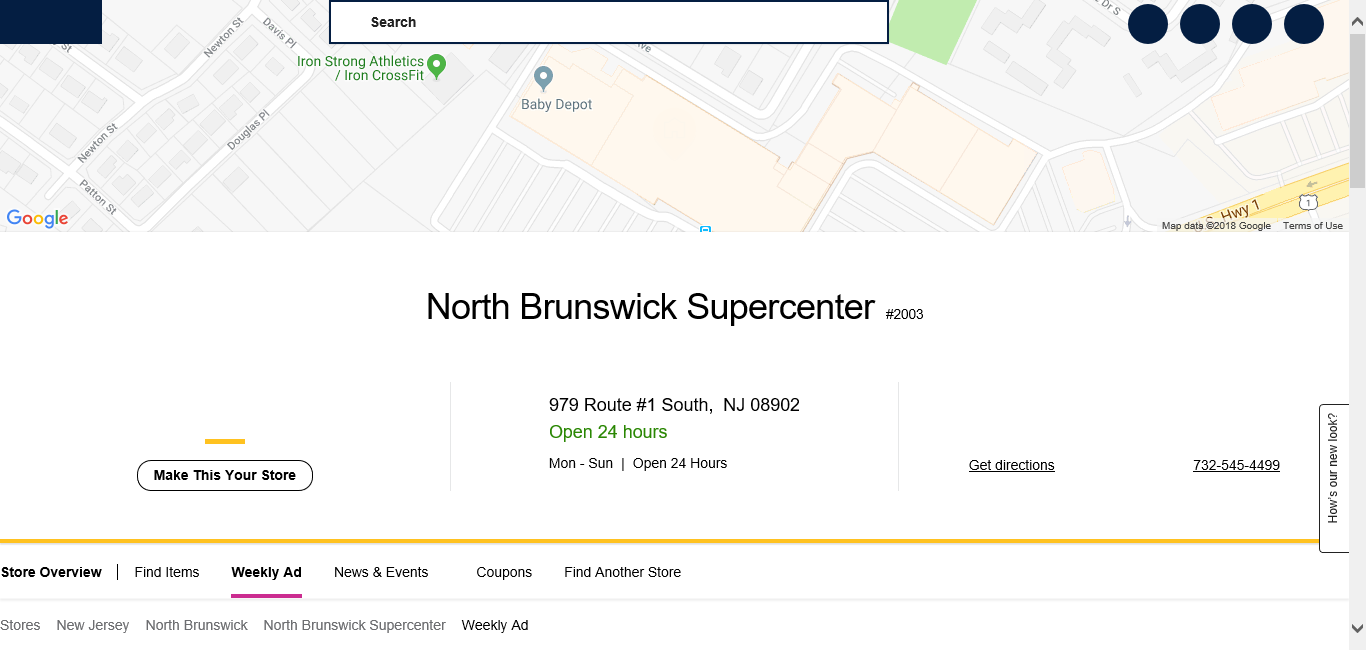 Search
Newton St
Davis Pl
Iron Strong Athletics
/ Iron CrossFit
Baby Depot
Douglas Pl
Newton St
Patton St
Google
Hwy 1
1
Map data ©2018 Google
Terms of Use
North Brunswick Supercenter #2003
979 Route #1 South, NJ 08902
Open 24 hours
Mon - Sun | Open 24 Hours
Make This Your Store
Get directions
732-545-4499
How's our new look?
Store Overview
Find Items
Weekly Ad
News & Events
Coupons
Find Another Store
Stores
New Jersey
North Brunswick
North Brunswick Supercenter
Weekly Ad